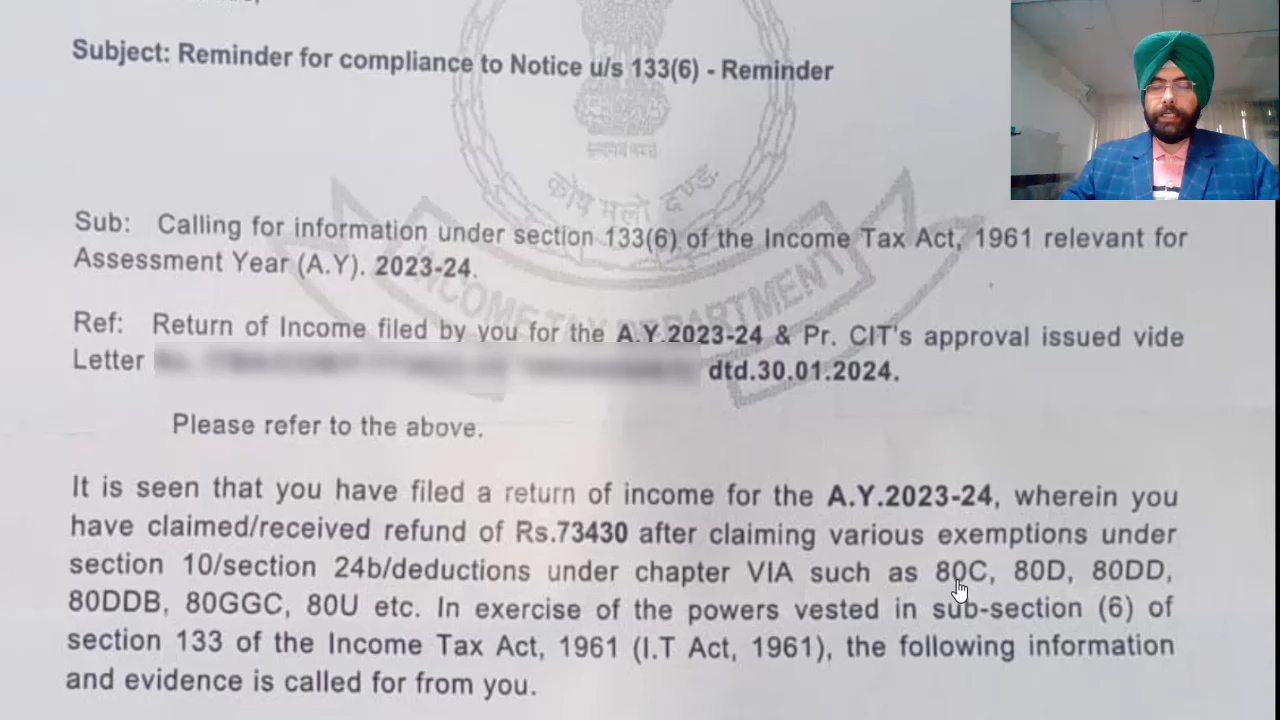 Subject: Reminder for compliance to Notice u/s 133(6) - Reminder
कोष मूलो दण्डः
INCOME TAX DEPARTMENT
Sub: Calling for information under section 133(6) of the Income Tax Act, 1961 relevant for
Assessment Year (A.Y). 2023-24.
Ref: Return of Income filed by you for the A.Y.2023-24 & Pr. CIT's approval issued vide
Letter dtd.30.01.2024.
Please refer to the above.
It is seen that you have filed a return of income for the A.Y.2023-24, wherein you
have claimed/received refund of Rs.73430 after claiming various exemptions under
section 10/section 24b/deductions under chapter VIA such as 80C, 80D, 80DD,
80DDB, 80GGC, 80U etc. In exercise of the powers vested in sub-section (6) of
section 133 of the Income Tax Act, 1961 (I.T Act, 1961), the following information
and evidence is called for from you.